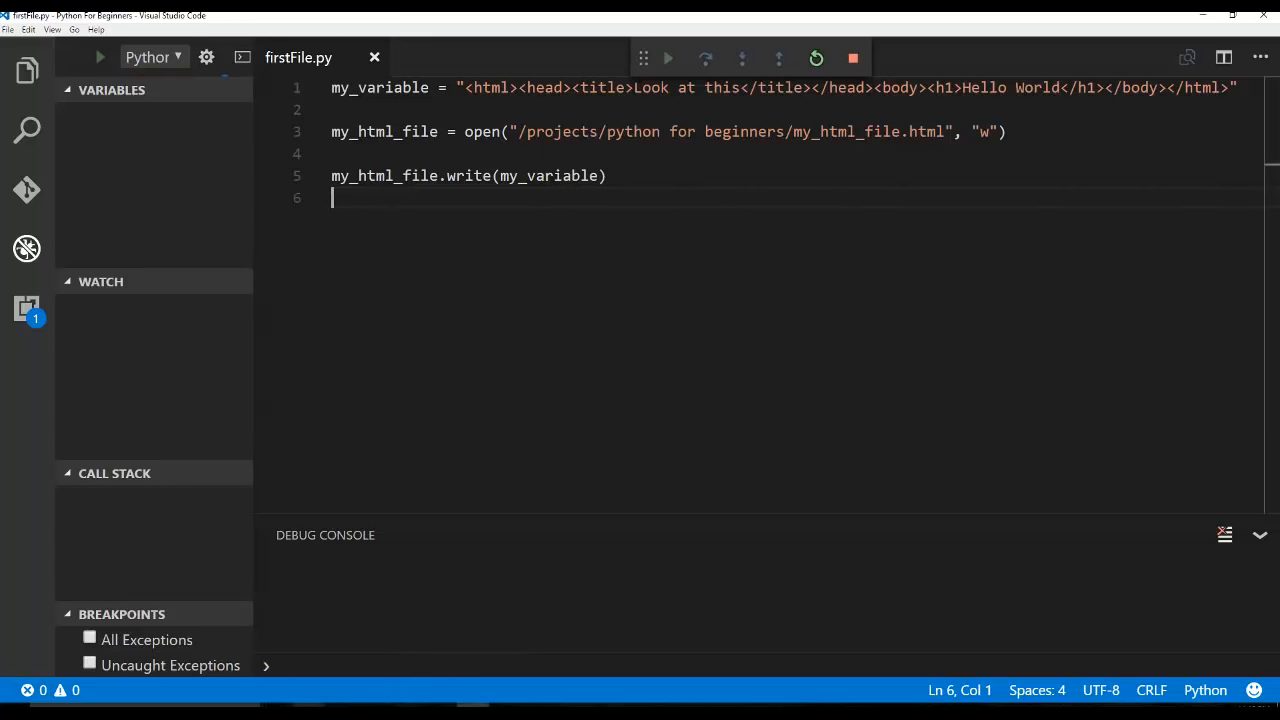 firstFile.py - Python For Beginners - Visual Studio Code
File Edit View Go Help
Python
firstFile.py
VARIABLES
WATCH
CALL STACK
BREAKPOINTS
All Exceptions
Uncaught Exceptions
1 my_variable = "<html><head><title>Look at this</title></head><body><h1>Hello World</h1></body></html>"
2
3 my_html_file = open("/projects/python for beginners/my_html_file.html", "w")
4
5 my_html_file.write(my_variable)
6
DEBUG CONSOLE
1
0 0
Ln 6, Col 1 Spaces: 4 UTF-8 CRLF Python